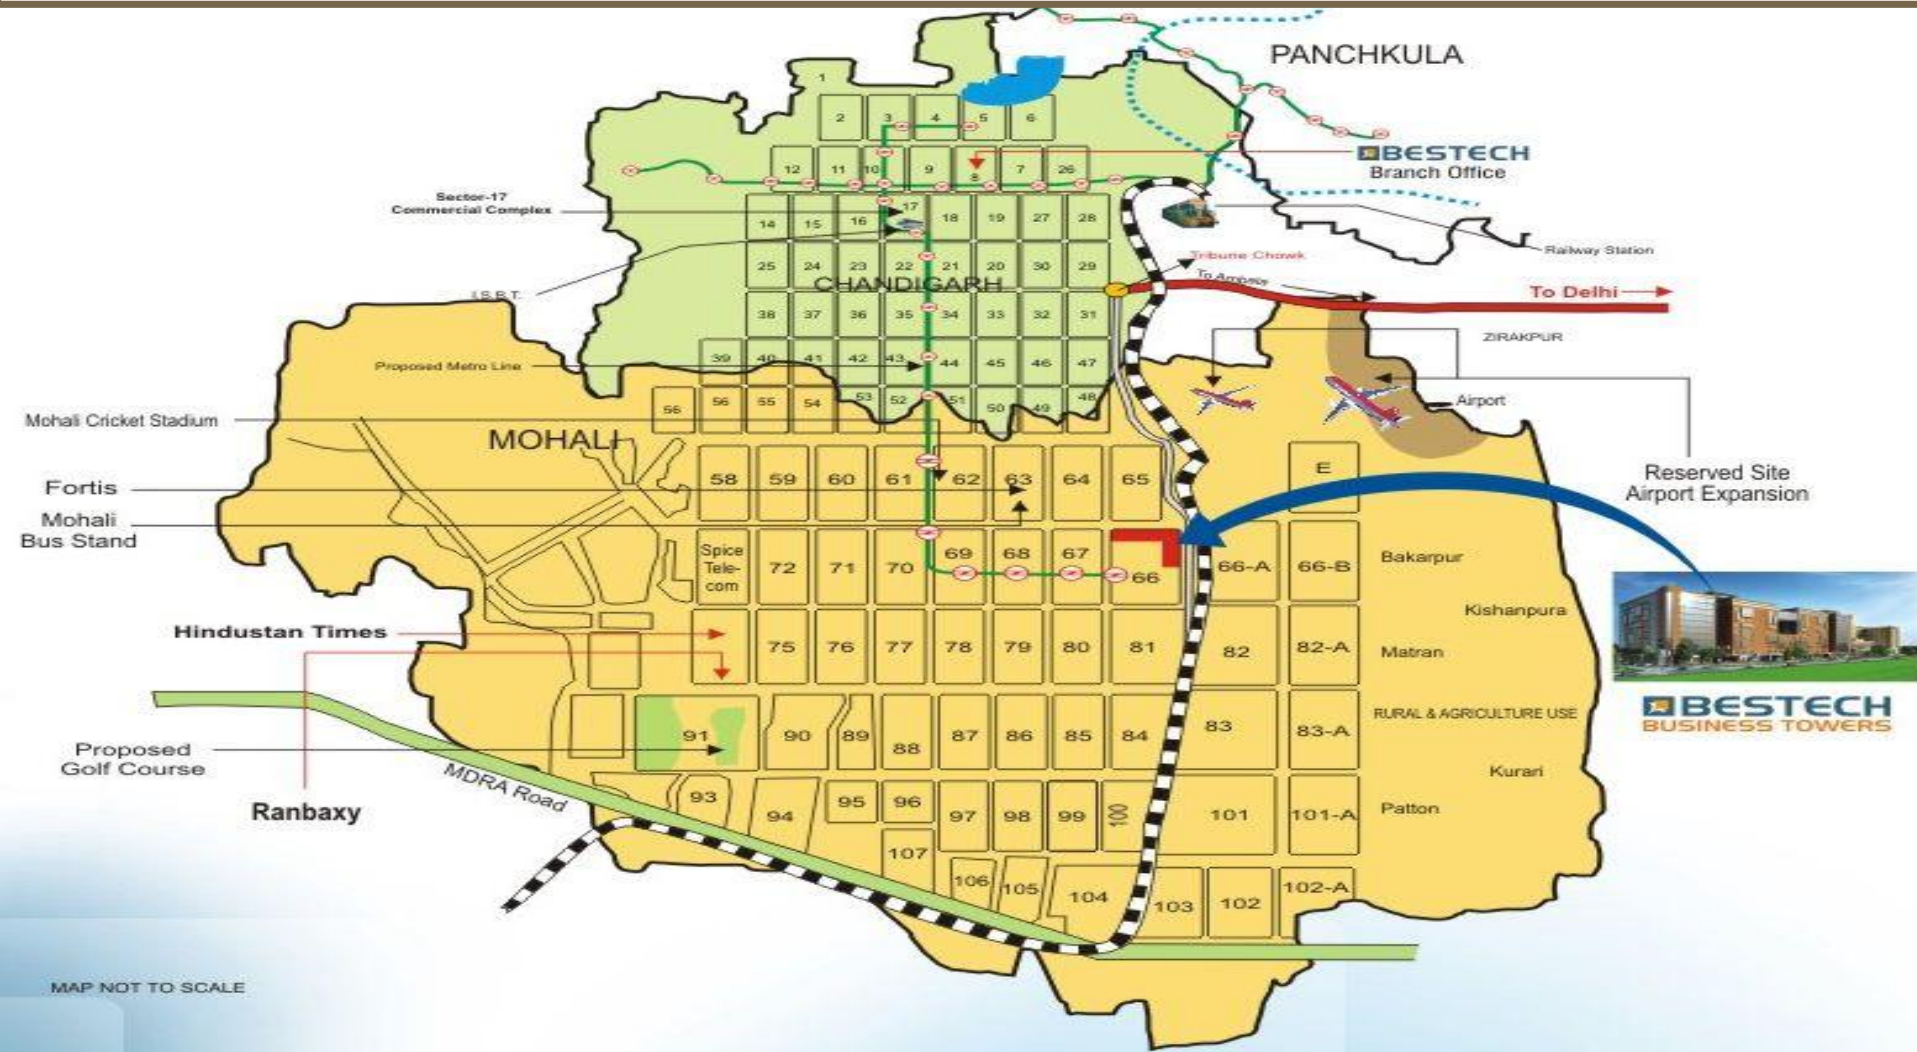 PANCHKULA
1
2
3
4
5
6
BESTECH
Branch Office
12
11
10
9
8
7
26
Sector-17
Commercial Complex
17
14
15
16
18
19
27
28
Railway Station
Tribune Chowk
25
24
23
22
21
20
30
29
CHANDIGARH
To Ambala
To Delhi
I.S.B.T.
38
37
36
35
34
33
32
31
ZIRAKPUR
39
40
41
42
43
44
45
46
47
Proposed Metro Line
56
56
55
54
53
52
51
50
49
48
Airport
Mohali Cricket Stadium
MOHALI
E
Reserved Site
Airport Expansion
58
59
60
61
62
63
64
65
Fortis
Mohali
Bus Stand
Spice
Tele-
com
72
71
70
69
68
67
66
66-A
66-B
Bakarpur
Kishanpura
Hindustan Times
75
76
77
78
79
80
81
82
82-A
Matran
BESTECH
BUSINESS TOWERS
RURAL & AGRICULTURE USE
91
90
89
88
87
86
85
84
83
83-A
Proposed
Golf Course
MDRA Road
Kurari
Ranbaxy
93
94
95
96
97
98
99
100
101
101-A
Patton
107
106
105
104
103
102
102-A
MAP NOT TO SCALE